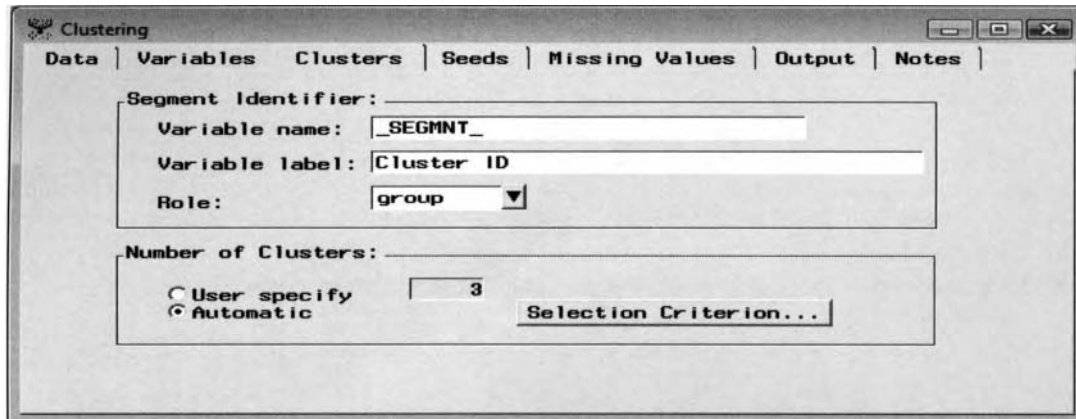 Clustering
Data Variables Clusters Seeds Missing Values Output Notes
Segment Identifier:
Variable name: _SEGMNT_
Variable label: Cluster ID
Role: group
Number of Clusters:
User specify 3
Automatic Selection Criterion...